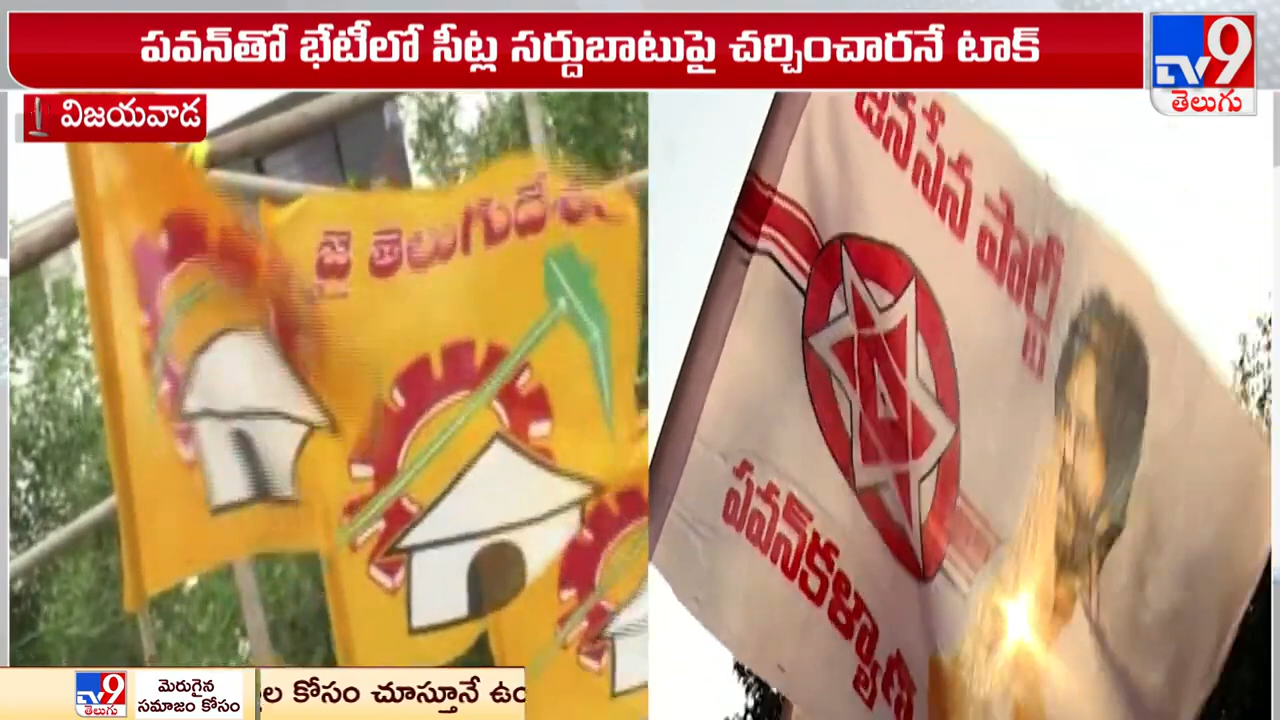 పవన్‌తో భేటీలో సీట్ల సర్దుబాటుపై చర్చించారనే టాక్
TV9
తెలుగు
విజయవాడ
జై తెలుగుదేశం
జనసేన పార్టీ
పవన్‌కళ్యాణ్
TV9
తెలుగు
మెరుగైన
సమాజం కోసం
కోసం చూస్తూనే